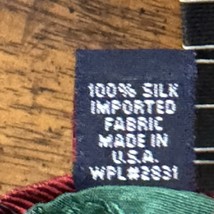 100% SILK
IMPORTED
FABRIC
MADE IN
U.S.A.
WPL#2831